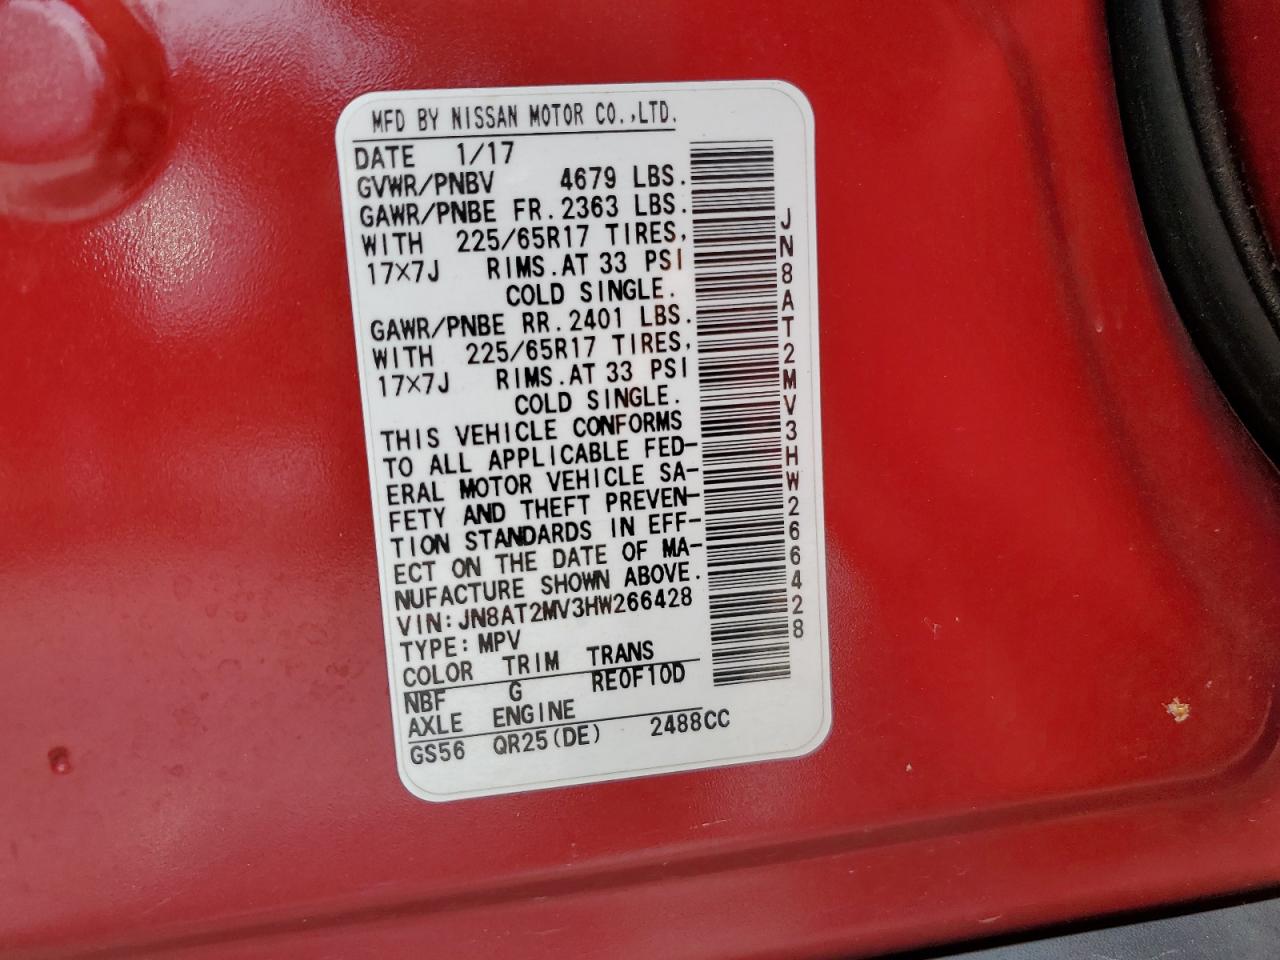 MFD BY NISSAN MOTOR CO.,LTD.
DATE 1/17
GVWR/PNBV 4679 LBS.
GAWR/PNBE FR.2363 LBS.
WITH 225/65R17 TIRES,
17×7J RIMS.AT 33 PSI
COLD SINGLE.
GAWR/PNBE RR.2401 LBS.
WITH 225/65R17 TIRES,
17×7J RIMS.AT 33 PSI
COLD SINGLE.
THIS VEHICLE CONFORMS
TO ALL APPLICABLE FED-
ERAL MOTOR VEHICLE SA-
FETY AND THEFT PREVEN-
TION STANDARDS IN EFF-
ECT ON THE DATE OF MA-
NUFACTURE SHOWN ABOVE.
VIN:JN8AT2MV3HW266428
TYPE:MPV
COLOR TRIM TRANS
NBF G RE0F10D
AXLE ENGINE
GS56 QR25(DE) 2488CC
JN8AT2MV3HW266428